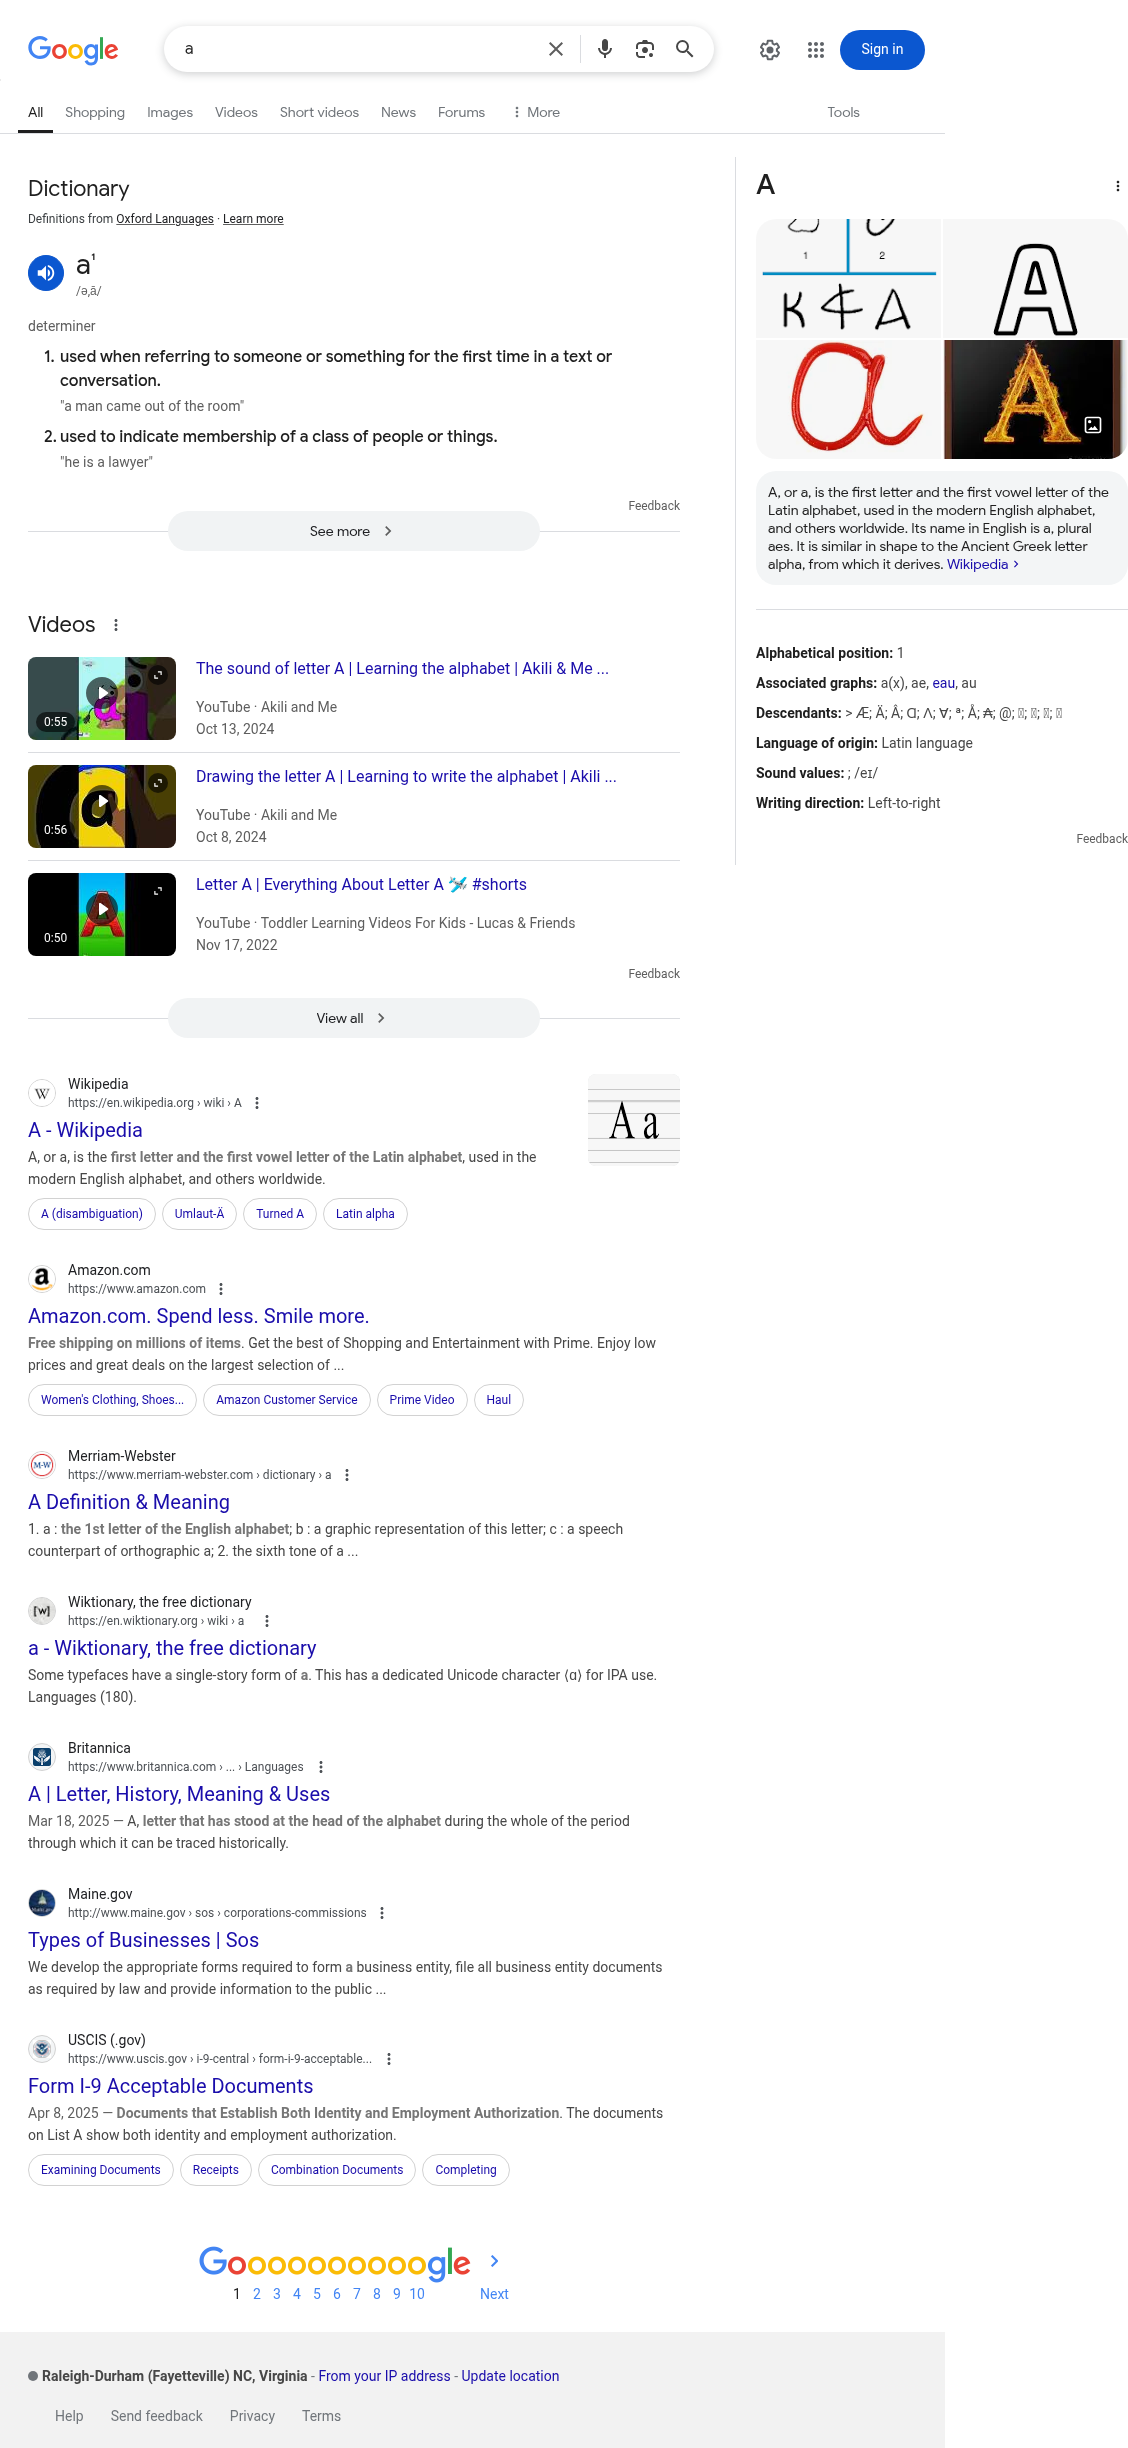 Google
a
Sign in
All Shopping Images Videos Short videos News Forums More Tools
Dictionary
Definitions from Oxford Languages · Learn more
a¹
/ə,ā/
determiner
1. used when referring to someone or something for the first time in a text or
conversation.
"a man came out of the room"
2. used to indicate membership of a class of people or things.
"he is a lawyer"
Feedback
See more
Videos
The sound of letter A | Learning the alphabet | Akili & Me ...
YouTube · Akili and Me
0:55
Oct 13, 2024
Drawing the letter A | Learning to write the alphabet | Akili ...
YouTube · Akili and Me
0:56
Oct 8, 2024
Letter A | Everything About Letter A 🛩️ #shorts
YouTube · Toddler Learning Videos For Kids - Lucas & Friends
0:50
Nov 17, 2022
Feedback
View all
Wikipedia
https://en.wikipedia.org › wiki › A
A - Wikipedia
A, or a, is the first letter and the first vowel letter of the Latin alphabet, used in the
modern English alphabet, and others worldwide.
Aa
A (disambiguation) Umlaut-Ä Turned A Latin alpha
Amazon.com
https://www.amazon.com
Amazon.com. Spend less. Smile more.
Free shipping on millions of items. Get the best of Shopping and Entertainment with Prime. Enjoy low
prices and great deals on the largest selection of ...
Women's Clothing, Shoes... Amazon Customer Service Prime Video Haul
Merriam-Webster
https://www.merriam-webster.com › dictionary › a
A Definition & Meaning
1. a : the 1st letter of the English alphabet; b : a graphic representation of this letter; c : a speech
counterpart of orthographic a; 2. the sixth tone of a ...
Wiktionary, the free dictionary
https://en.wiktionary.org › wiki › a
a - Wiktionary, the free dictionary
Some typefaces have a single-story form of a. This has a dedicated Unicode character ⟨ɑ⟩ for IPA use.
Languages (180).
Britannica
https://www.britannica.com › ... › Languages
A | Letter, History, Meaning & Uses
Mar 18, 2025 — A, letter that has stood at the head of the alphabet during the whole of the period
through which it can be traced historically.
Maine.gov
http://www.maine.gov › sos › corporations-commissions
Types of Businesses | Sos
We develop the appropriate forms required to form a business entity, file all business entity documents
as required by law and provide information to the public ...
USCIS (.gov)
https://www.uscis.gov › i-9-central › form-i-9-acceptable...
Form I-9 Acceptable Documents
Apr 8, 2025 — Documents that Establish Both Identity and Employment Authorization. The documents
on List A show both identity and employment authorization.
Examining Documents Receipts Combination Documents Completing
A
1 2
A
a
A
A, or a, is the first letter and the first vowel letter of the
Latin alphabet, used in the modern English alphabet,
and others worldwide. Its name in English is a, plural
aes. It is similar in shape to the Ancient Greek letter
alpha, from which it derives. Wikipedia
Alphabetical position: 1
Associated graphs: a(x), ae, eau, au
Descendants: > Æ; Ä; Â; Ɑ; Ʌ; Ɐ; ª; Å; ₳; @;
Language of origin: Latin language
Sound values: ; /eɪ/
Writing direction: Left-to-right
Feedback
Goooooooooogle
1 2 3 4 5 6 7 8 9 10 Next
Raleigh-Durham (Fayetteville) NC, Virginia - From your IP address - Update location
Help Send feedback Privacy Terms